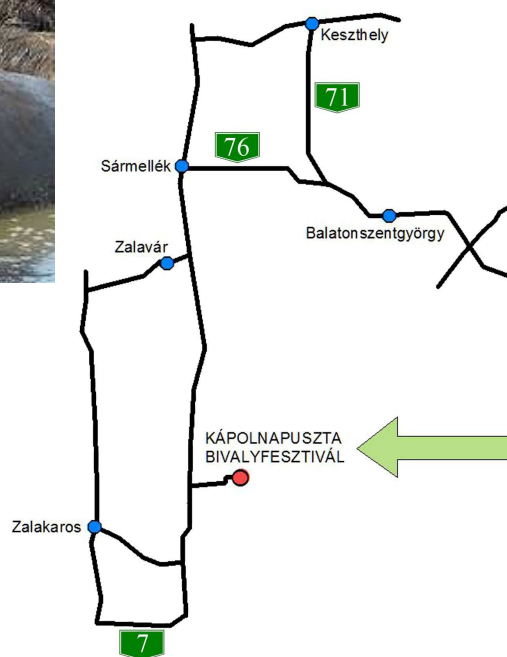 Keszthely
71
76
Sármellék
Balatonszentgyörgy
Zalavár
KÁPOLNAPUSZTA
BIVALYFESZTIVÁL
Zalakaros
7